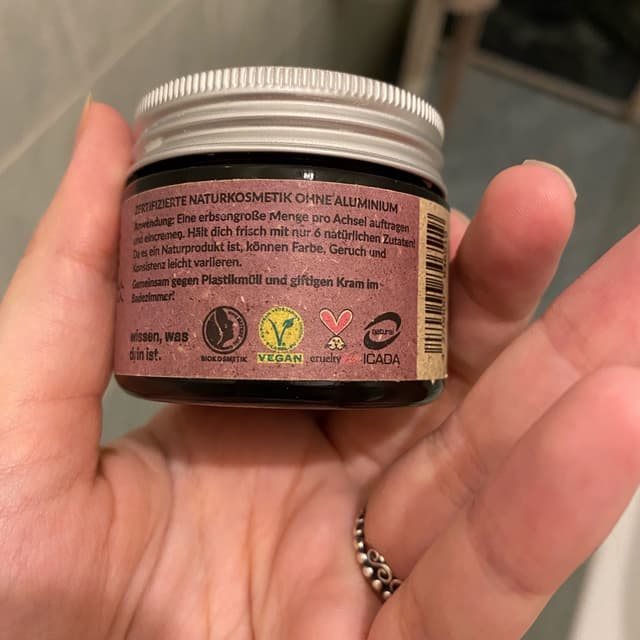 ZERTIFIZIERTE NATURKOSMETIK OHNE ALUMINIUM
Anwendung: Eine erbsengroße Menge pro Achsel auftragen
und eincremen. Hält dich frisch mit nur 6 natürlichen Zutaten!
Da es ein Naturprodukt ist, können Farbe, Geruch und
Konsistenz leicht variieren.
Gemeinsam gegen Plastikmüll und giftigen Kram im
Badezimmer!
wissen, was
drin ist.
BIOKOSMETIK
VEGAN
cruelty free
Natural
ICADA